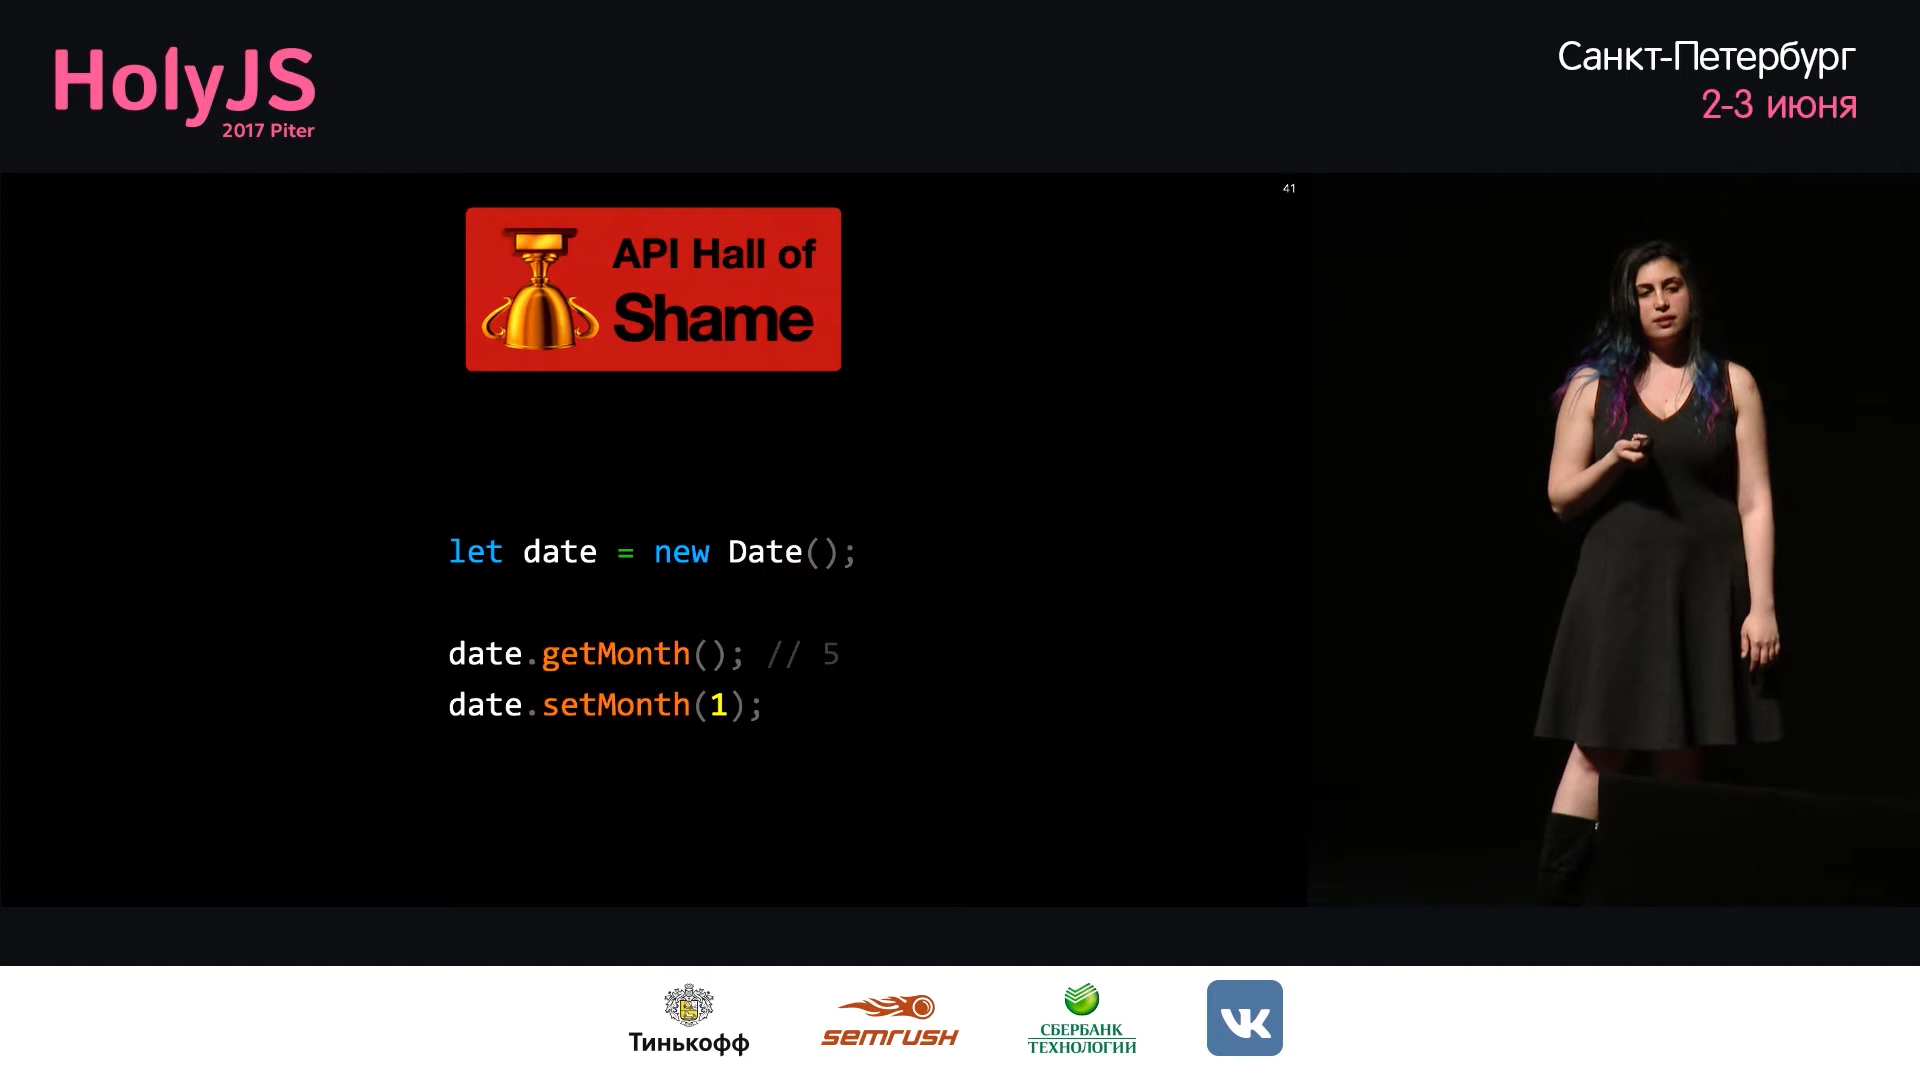 HolyJS
2017 Piter
Санкт-Петербург
2-3 июня
41
API Hall of
Shame
let date = new Date();
date.getMonth(); // 5
date.setMonth(1);
Тинькофф
semrush
СБЕРБАНК
ТЕХНОЛОГИИ
VK